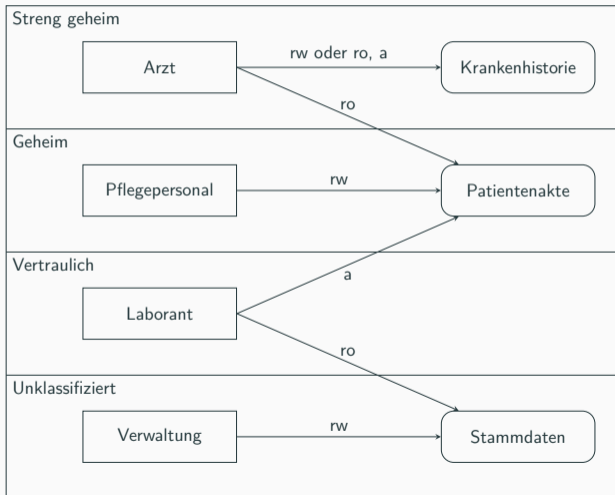 Streng geheim
Arzt
rw oder ro, a
Krankenhistorie
ro
Geheim
Pflegepersonal
rw
Patientenakte
Vertraulich
a
Laborant
ro
Unklassifiziert
Verwaltung
rw
Stammdaten